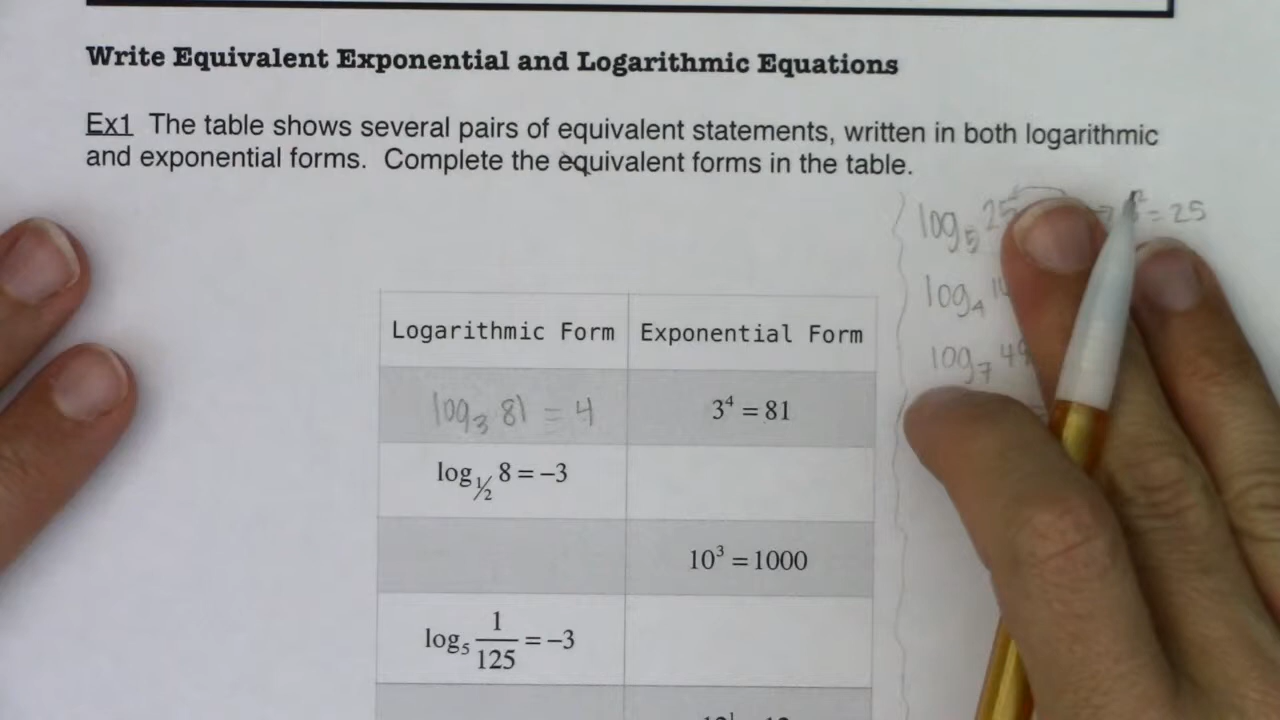 Write Equivalent Exponential and Logarithmic Equations
Ex1 The table shows several pairs of equivalent statements, written in both logarithmic
and exponential forms. Complete the equivalent forms in the table.
log₅ 25 = 25
log₄
log₇ 49
Logarithmic Form Exponential Form
log₃ 81 = 4 3⁴ = 81
log½ 8 = −3
10³ = 1000
log₅ 1/125 = −3